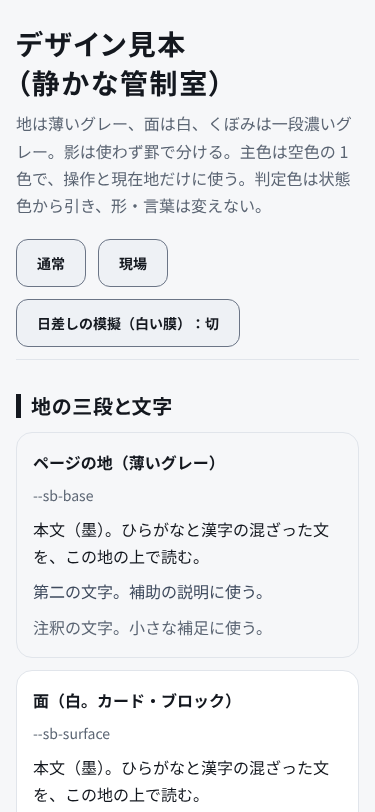 デザイン見本
（静かな管制室）
地は薄いグレー、面は白、くぼみは一段濃いグ
レー。影は使わず罫で分ける。主色は空色の 1
色で、操作と現在地だけに使う。判定色は状態
色から引き、形・言葉は変えない。
通常
現場
日差しの模擬（白い膜）：切
地の三段と文字
ページの地（薄いグレー）
--sb-base
本文（墨）。ひらがなと漢字の混ざった文
を、この地の上で読む。
第二の文字。補助の説明に使う。
注釈の文字。小さな補足に使う。
面（白。カード・ブロック）
--sb-surface
本文（墨）。ひらがなと漢字の混ざった文
を、この地の上で読む。